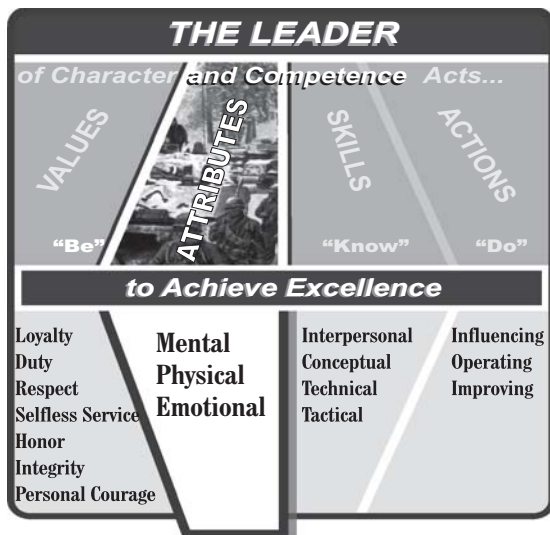 THE LEADER
of Character and Competence Acts...
VALUES
ATTRIBUTES
SKILLS
ACTIONS
“Be”
“Know”
“Do”
to Achieve Excellence
Loyalty
Duty
Respect
Selfless Service
Honor
Integrity
Personal Courage
Mental
Physical
Emotional
Interpersonal
Conceptual
Technical
Tactical
Influencing
Operating
Improving